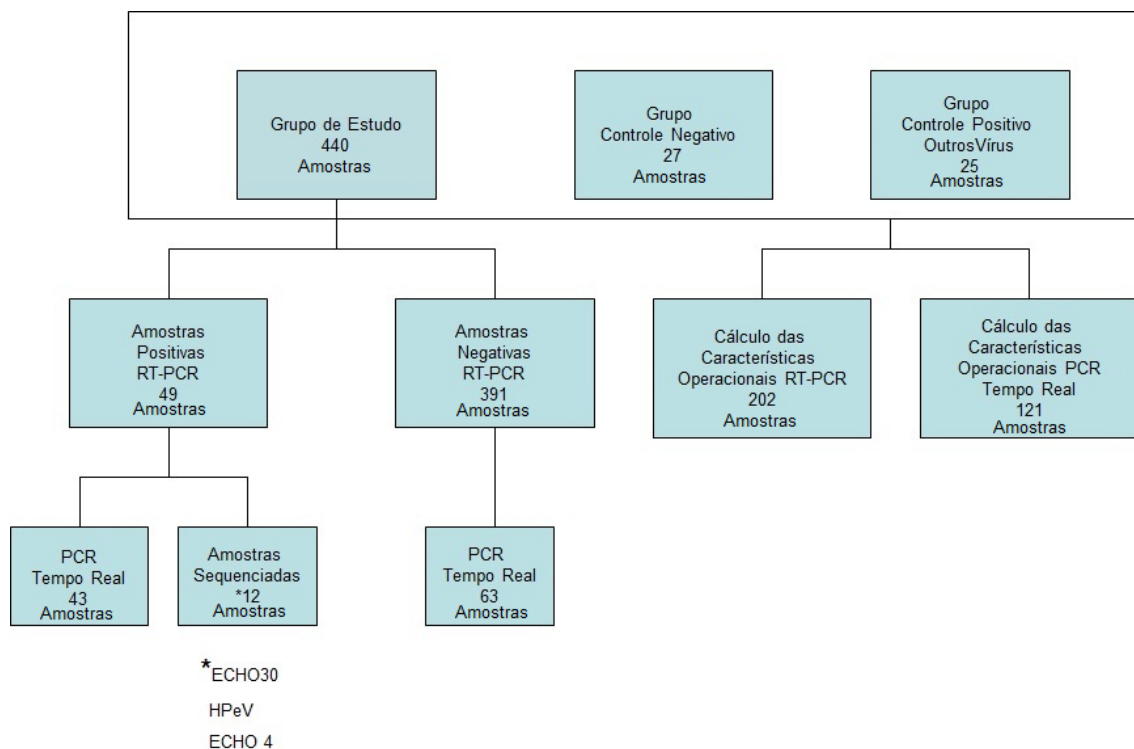 Grupo de Estudo
440
Amostras
Grupo
Controle Negativo
27
Amostras
Grupo
Controle Positivo
OutrosVírus
25
Amostras
Amostras
Positivas
RT-PCR
49
Amostras
Amostras
Negativas
RT-PCR
391
Amostras
Cálculo das
Características
Operacionais RT-PCR
202
Amostras
Cálculo das
Características
Operacionais PCR
Tempo Real
121
Amostras
PCR
Tempo Real
43
Amostras
Amostras
Sequenciadas
*12
Amostras
PCR
Tempo Real
63
Amostras
*ECHO30
HPeV
ECHO 4